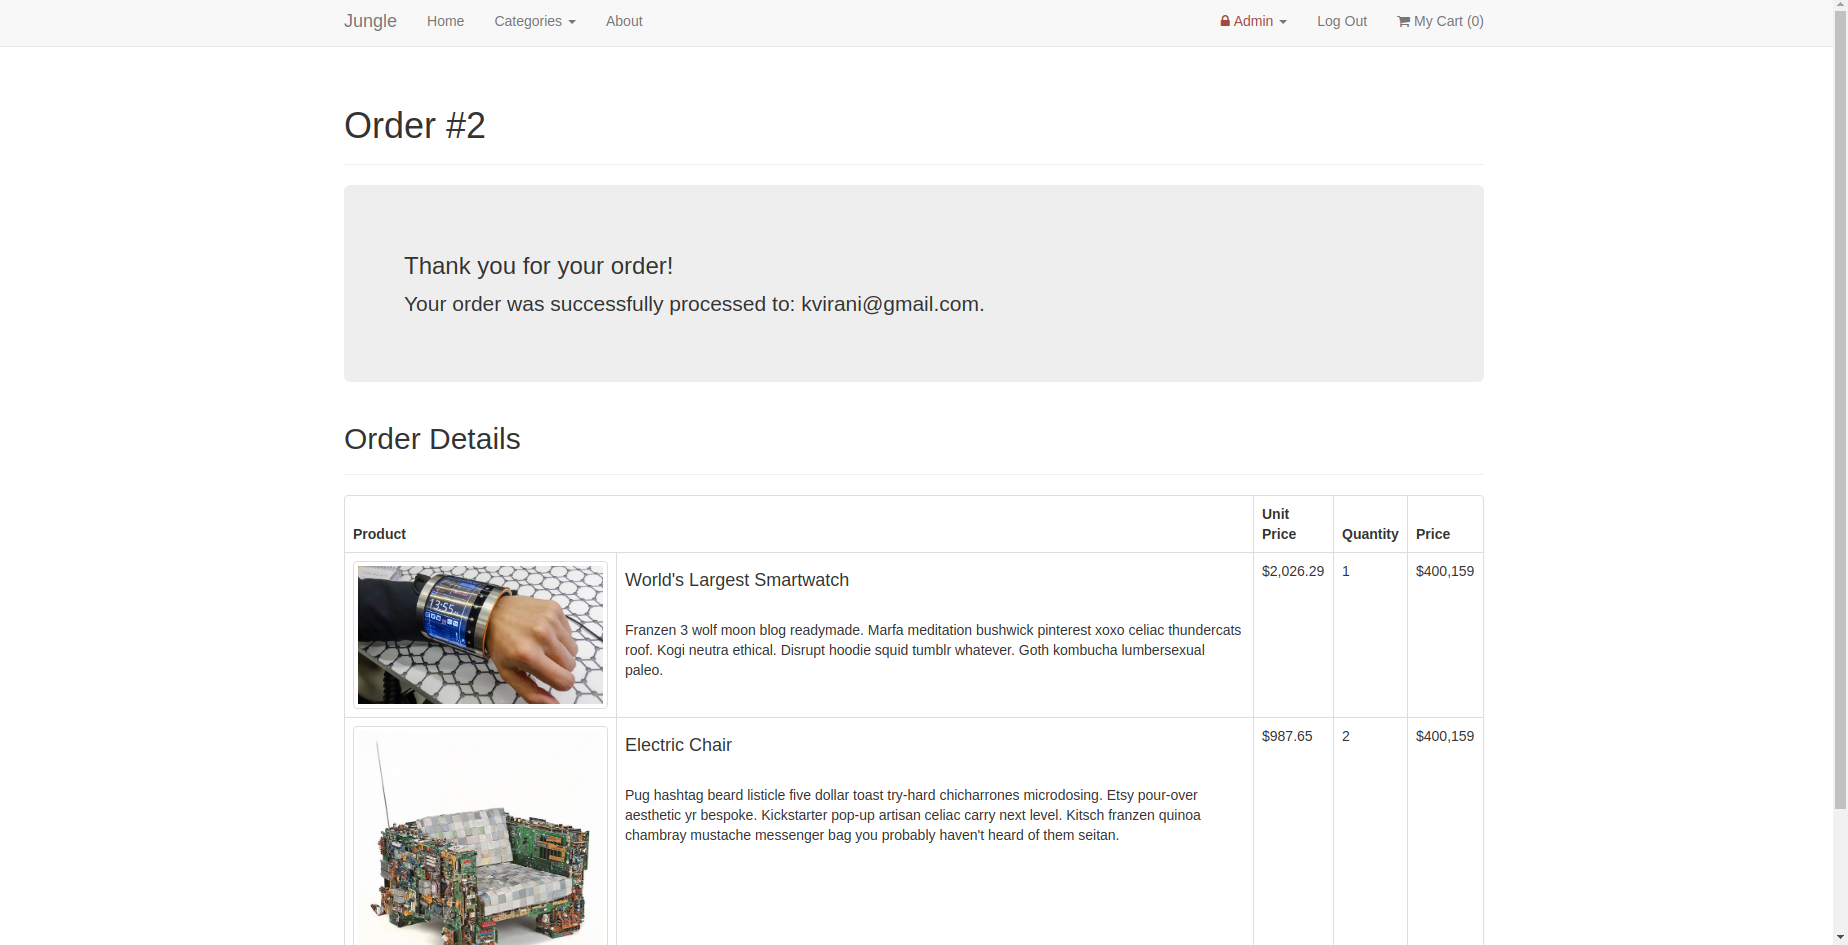 Jungle Home Categories About Admin Log Out My Cart (0)
Order #2
Thank you for your order!
Your order was successfully processed to: kvirani@gmail.com.
Order Details
Product Unit Price Quantity Price
World's Largest Smartwatch $2,026.29 1 $400,159
13:55
Franzen 3 wolf moon blog readymade. Marfa meditation bushwick pinterest xoxo celiac thundercats
roof. Kogi neutra ethical. Disrupt hoodie squid tumblr whatever. Goth kombucha lumbersexual
paleo.
Electric Chair $987.65 2 $400,159
Pug hashtag beard listicle five dollar toast try-hard chicharrones microdosing. Etsy pour-over
aesthetic yr bespoke. Kickstarter pop-up artisan celiac carry next level. Kitsch franzen quinoa
chambray mustache messenger bag you probably haven't heard of them seitan.